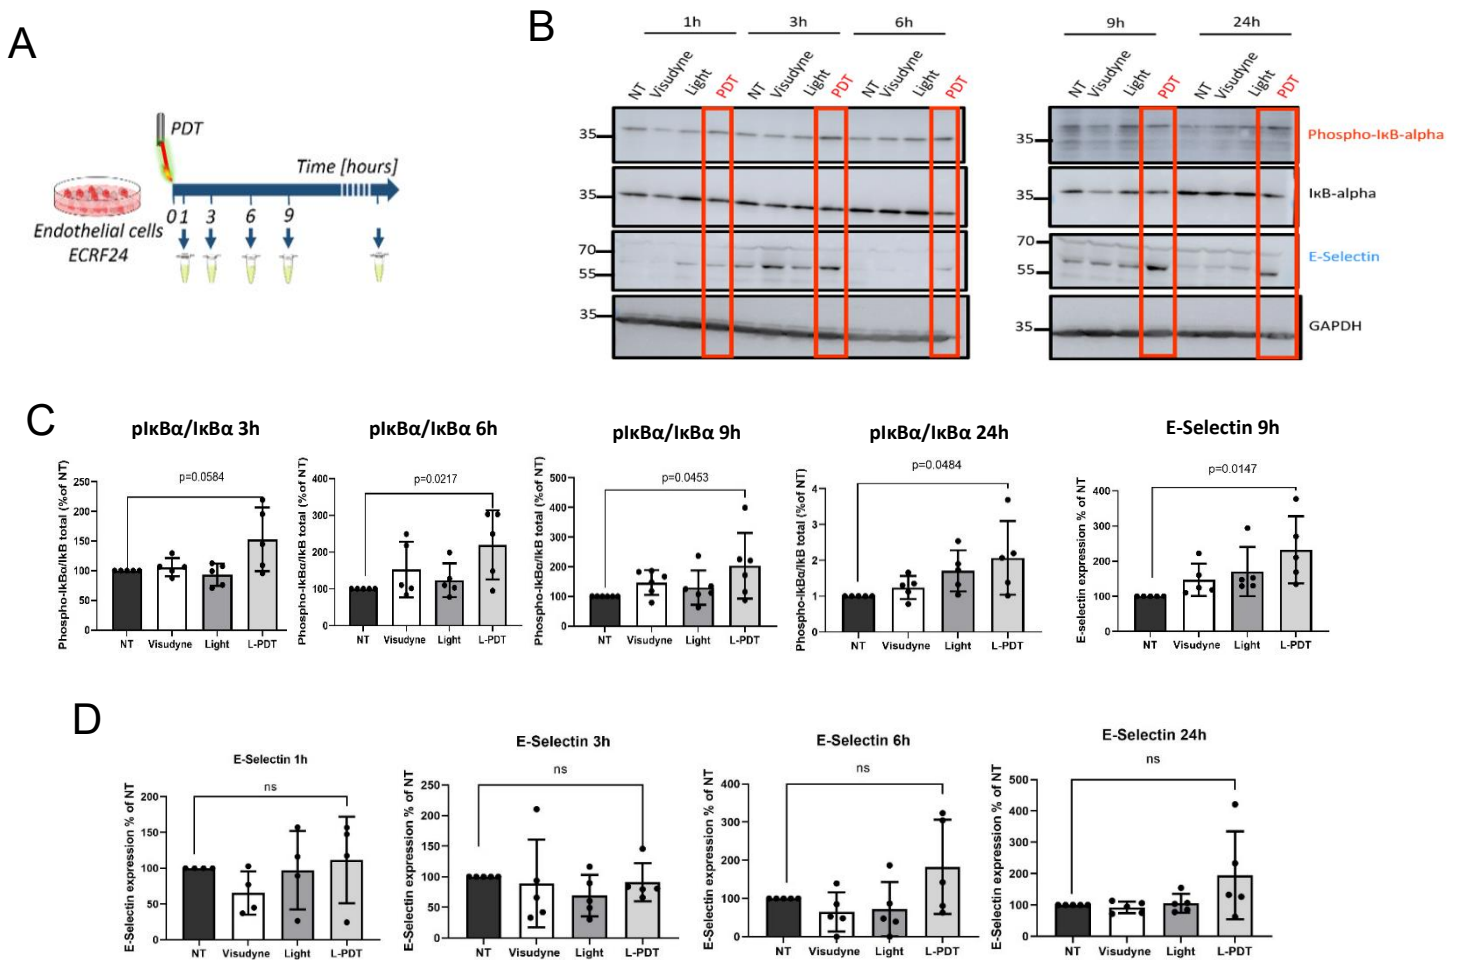 A
PDT
Time [hours]
0 1 3 6 9
Endothelial cells
ECRF24
B
1h 3h 6h 9h 24h
NT Visudyne Light PDT NT Visudyne Light PDT NT Visudyne Light PDT NT Visudyne Light PDT NT Visudyne Light PDT
35 35 Phospho-IκB-alpha
35 35 IκB-alpha
70 70
55 55 E-Selectin
35 35 GAPDH
C
pIκBα/IκBα 3h
p=0.0584
Phospho-IkBα/IkB total (%of NT)
250
200
150
100
50
0
NT Visudyne Light L-PDT
pIκBα/IκBα 6h
p=0.0217
Phospho-IkBα/IkB total (%of NT)
400
300
200
100
0
NT Visudyne Light L-PDT
pIκBα/IκBα 9h
p=0.0453
Phospho-IkBα/IkB total (%of NT)
500
400
300
200
100
0
NT Visudyne Light L-PDT
pIκBα/IκBα 24h
p=0.0484
Phospho-IkBα/IkB total (%of NT)
4
3
2
1
0
NT Visudyne Light L-PDT
E-Selectin 9h
p=0.0147
E-selectin expression % of NT
400
300
200
100
0
NT Visudyne Light L-PDT
D
E-Selectin 1h
ns
E-Selectin expression % of NT
200
150
100
50
0
NT Visudyne Light L-PDT
E-Selectin 3h
ns
E-Selectin expression % of NT
250
200
150
100
50
0
NT Visudyne Light L-PDT
E-Selectin 6h
ns
E-Selectin expression % of NT
400
300
200
100
0
NT Visudyne Light L-PDT
E-Selectin 24h
ns
E-Selectin expression % of NT
500
400
300
200
100
0
NT Visudyne Light L-PDT